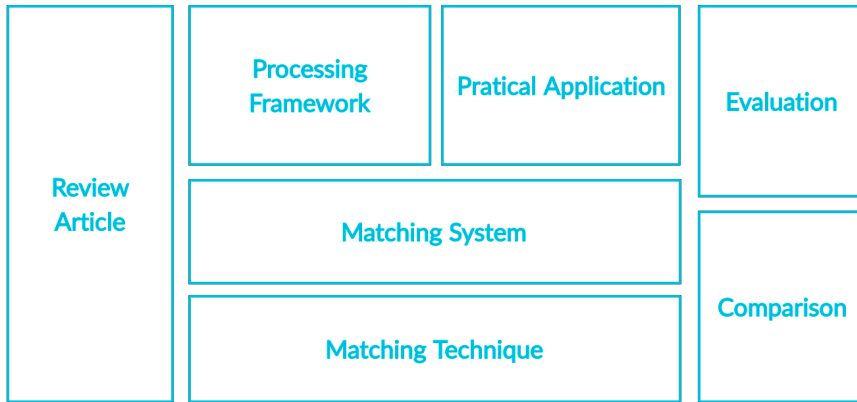 Review
Article
Processing
Framework
Pratical Application
Matching System
Matching Technique
Evaluation
Comparison